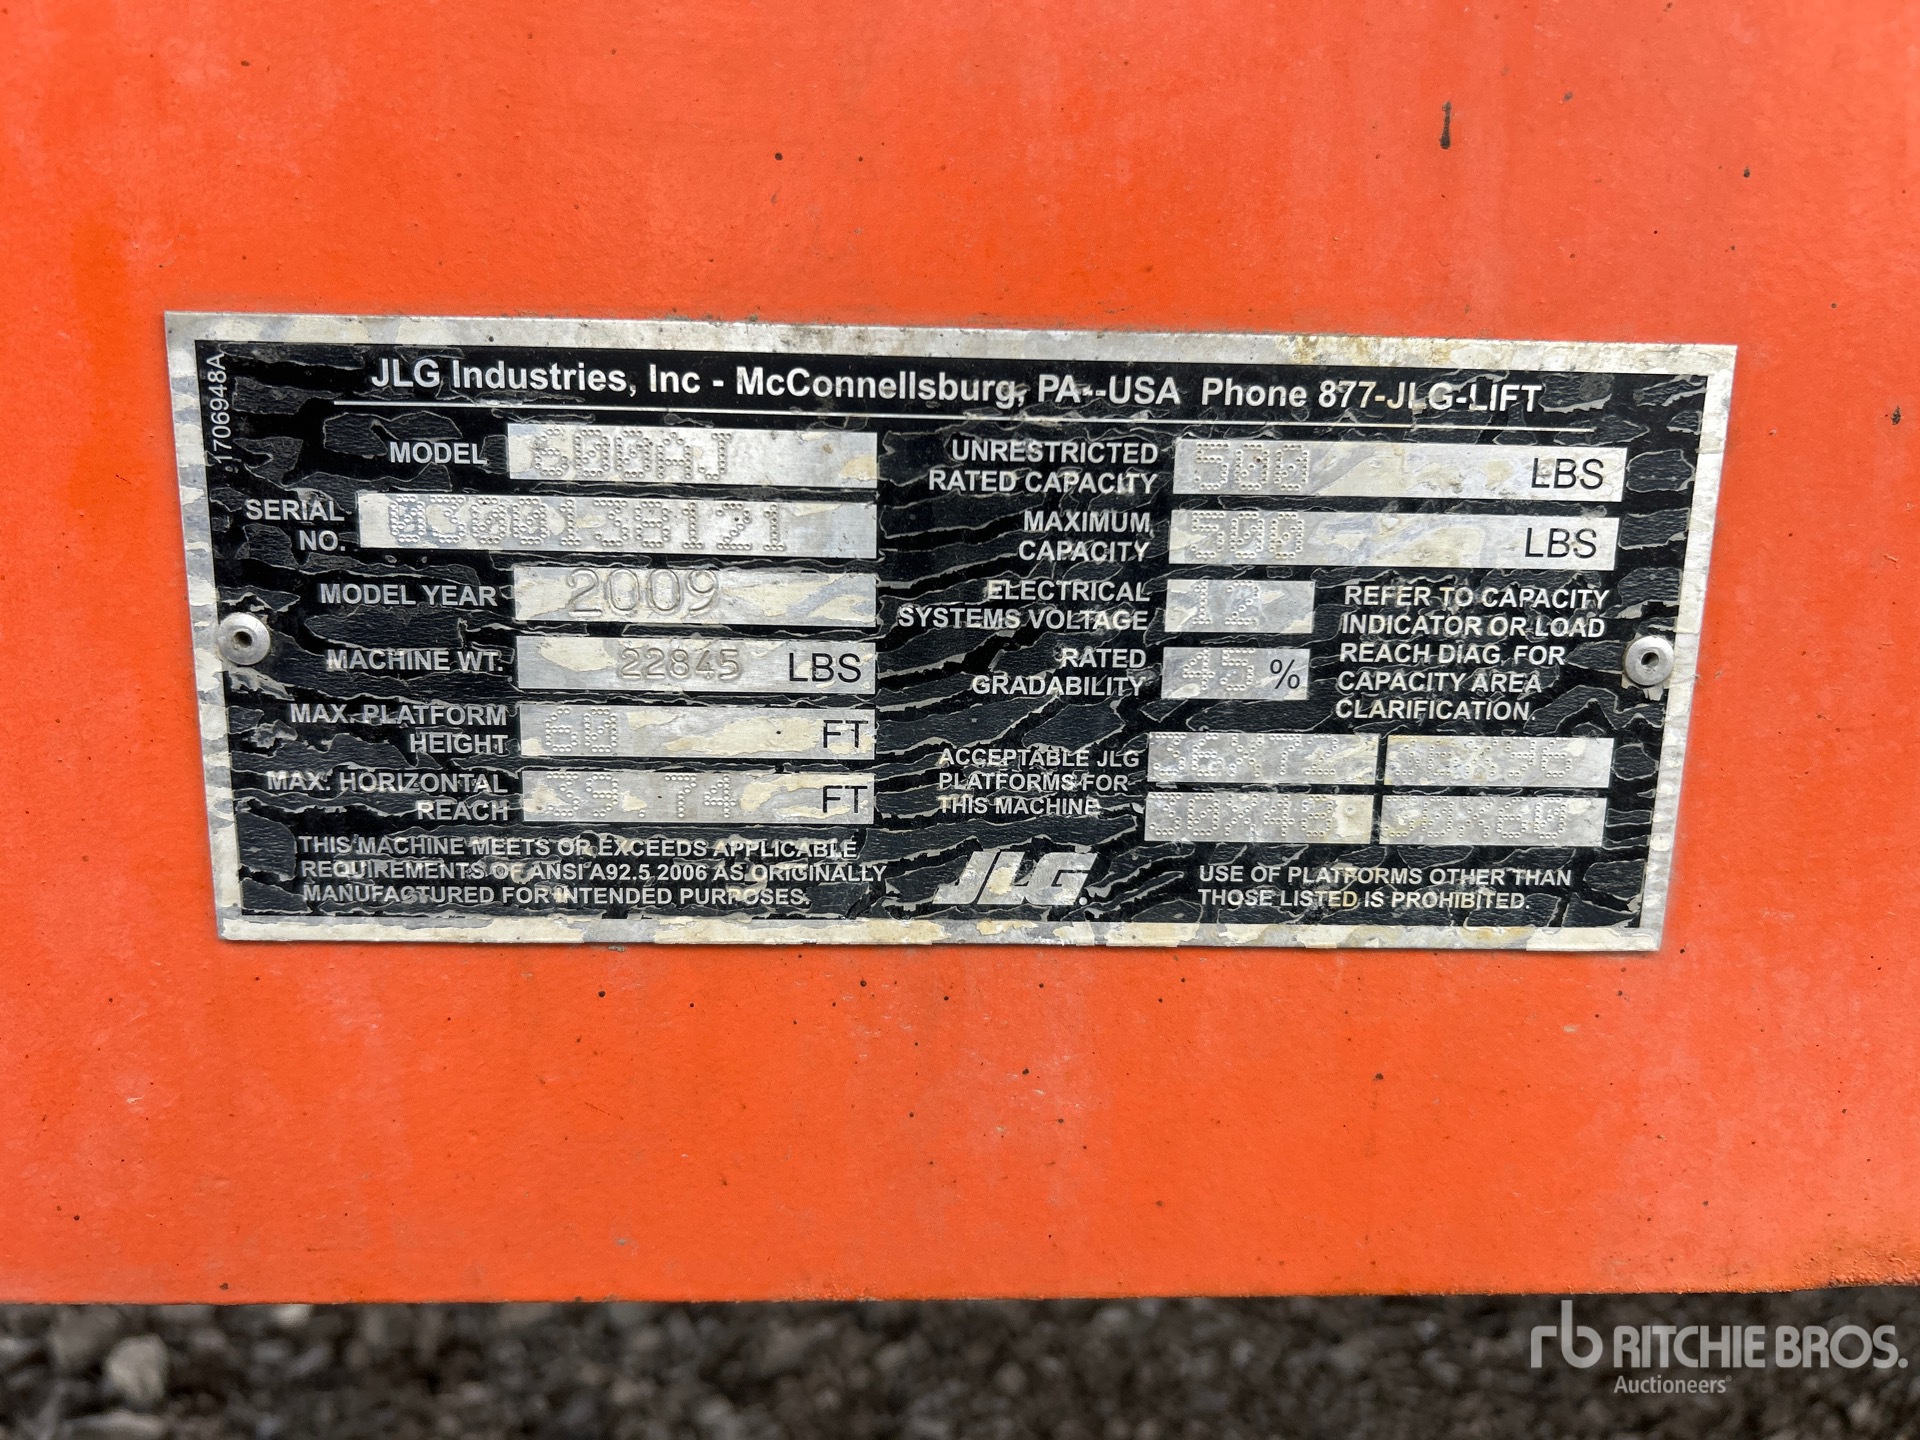 1706948A
JLG Industries, Inc - McConnellsburg, PA--USA Phone 877-JLG-LIFT
MODEL 600AJ
SERIAL NO. 0300138121
MODEL YEAR 2009
MACHINE WT. 22845 LBS
MAX. PLATFORM HEIGHT 60 FT
MAX. HORIZONTAL REACH 39.74 FT
THIS MACHINE MEETS OR EXCEEDS APPLICABLE
REQUIREMENTS OF ANSI A92.5 2006 AS ORIGINALLY
MANUFACTURED FOR INTENDED PURPOSES.
UNRESTRICTED RATED CAPACITY 500 LBS
MAXIMUM CAPACITY 500 LBS
ELECTRICAL SYSTEMS VOLTAGE 12
RATED GRADABILITY 45 %
REFER TO CAPACITY
INDICATOR OR LOAD
REACH DIAG. FOR
CAPACITY AREA
CLARIFICATION.
ACCEPTABLE JLG
PLATFORMS FOR
THIS MACHINE
36X72
30X48
JLG
USE OF PLATFORMS OTHER THAN
THOSE LISTED IS PROHIBITED.
rb RITCHIE BROS.
Auctioneers